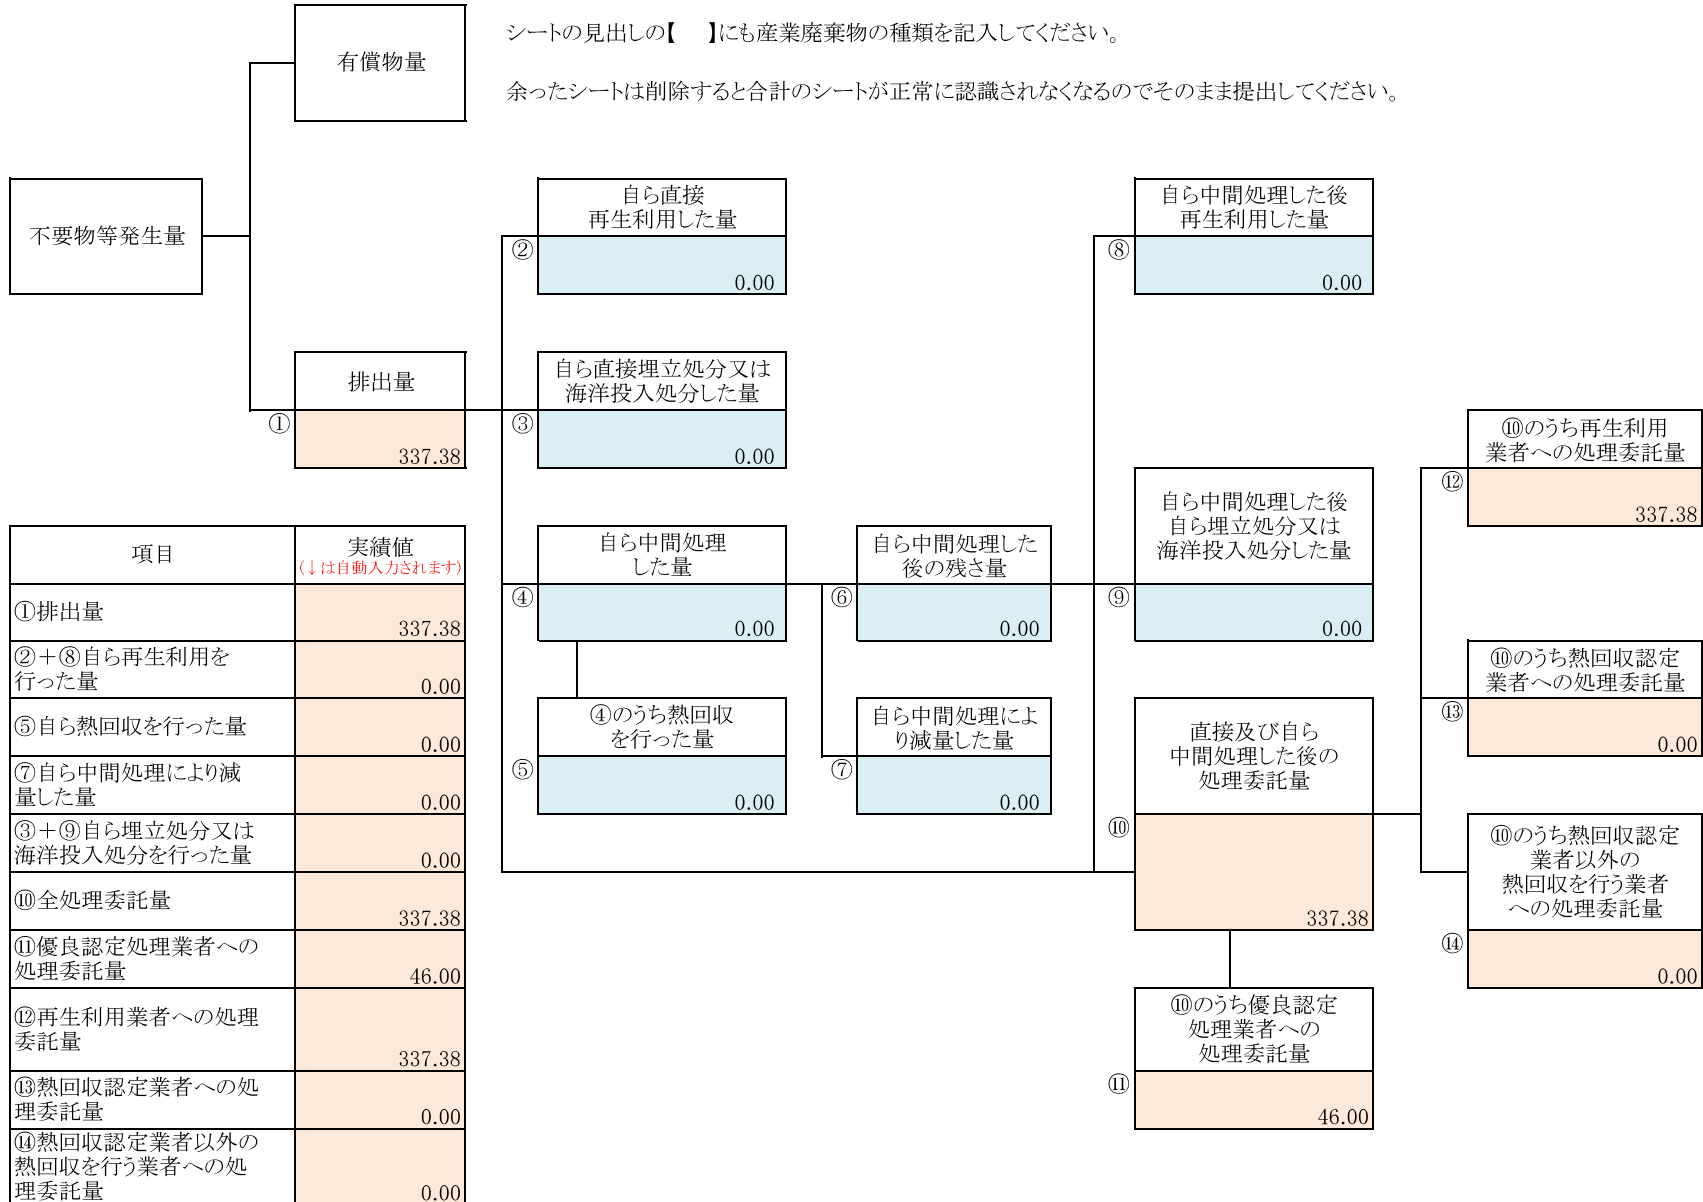 シートの見出しの【　】にも産業廃棄物の種類を記入してください。
余ったシートは削除すると合計のシートが正常に認識されなくなるのでそのまま提出してください。
有償物量
不要物等発生量
自ら直接
再生利用した量
②
0.00
自ら中間処理した後
再生利用した量
⑧
0.00
排出量
①
337.38
自ら直接埋立処分又は
海洋投入処分した量
③
0.00
⑩のうち再生利用
業者への処理委託量
⑫
337.38
自ら中間処理
した量
④
0.00
自ら中間処理した
後の残さ量
⑥
0.00
自ら中間処理した後
自ら埋立処分又は
海洋投入処分した量
⑨
0.00
⑩のうち熱回収認定
業者への処理委託量
⑬
0.00
④のうち熱回収
を行った量
⑤
0.00
自ら中間処理によ
り減量した量
⑦
0.00
直接及び自ら
中間処理した後の
処理委託量
⑩
337.38
⑩のうち熱回収認定
業者以外の
熱回収を行う業者
への処理委託量
⑭
0.00
⑩のうち優良認定
処理業者への
処理委託量
⑪
46.00
項目
実績値
（↓は自動入力されます）
①排出量
337.38
②＋⑧自ら再生利用を
行った量
0.00
⑤自ら熱回収を行った量
0.00
⑦自ら中間処理により減
量した量
0.00
③＋⑨自ら埋立処分又は
海洋投入処分を行った量
0.00
⑩全処理委託量
337.38
⑪優良認定処理業者への
処理委託量
46.00
⑫再生利用業者への処理
委託量
337.38
⑬熱回収認定業者への処
理委託量
0.00
⑭熱回収認定業者以外の
熱回収を行う業者への処
理委託量
0.00